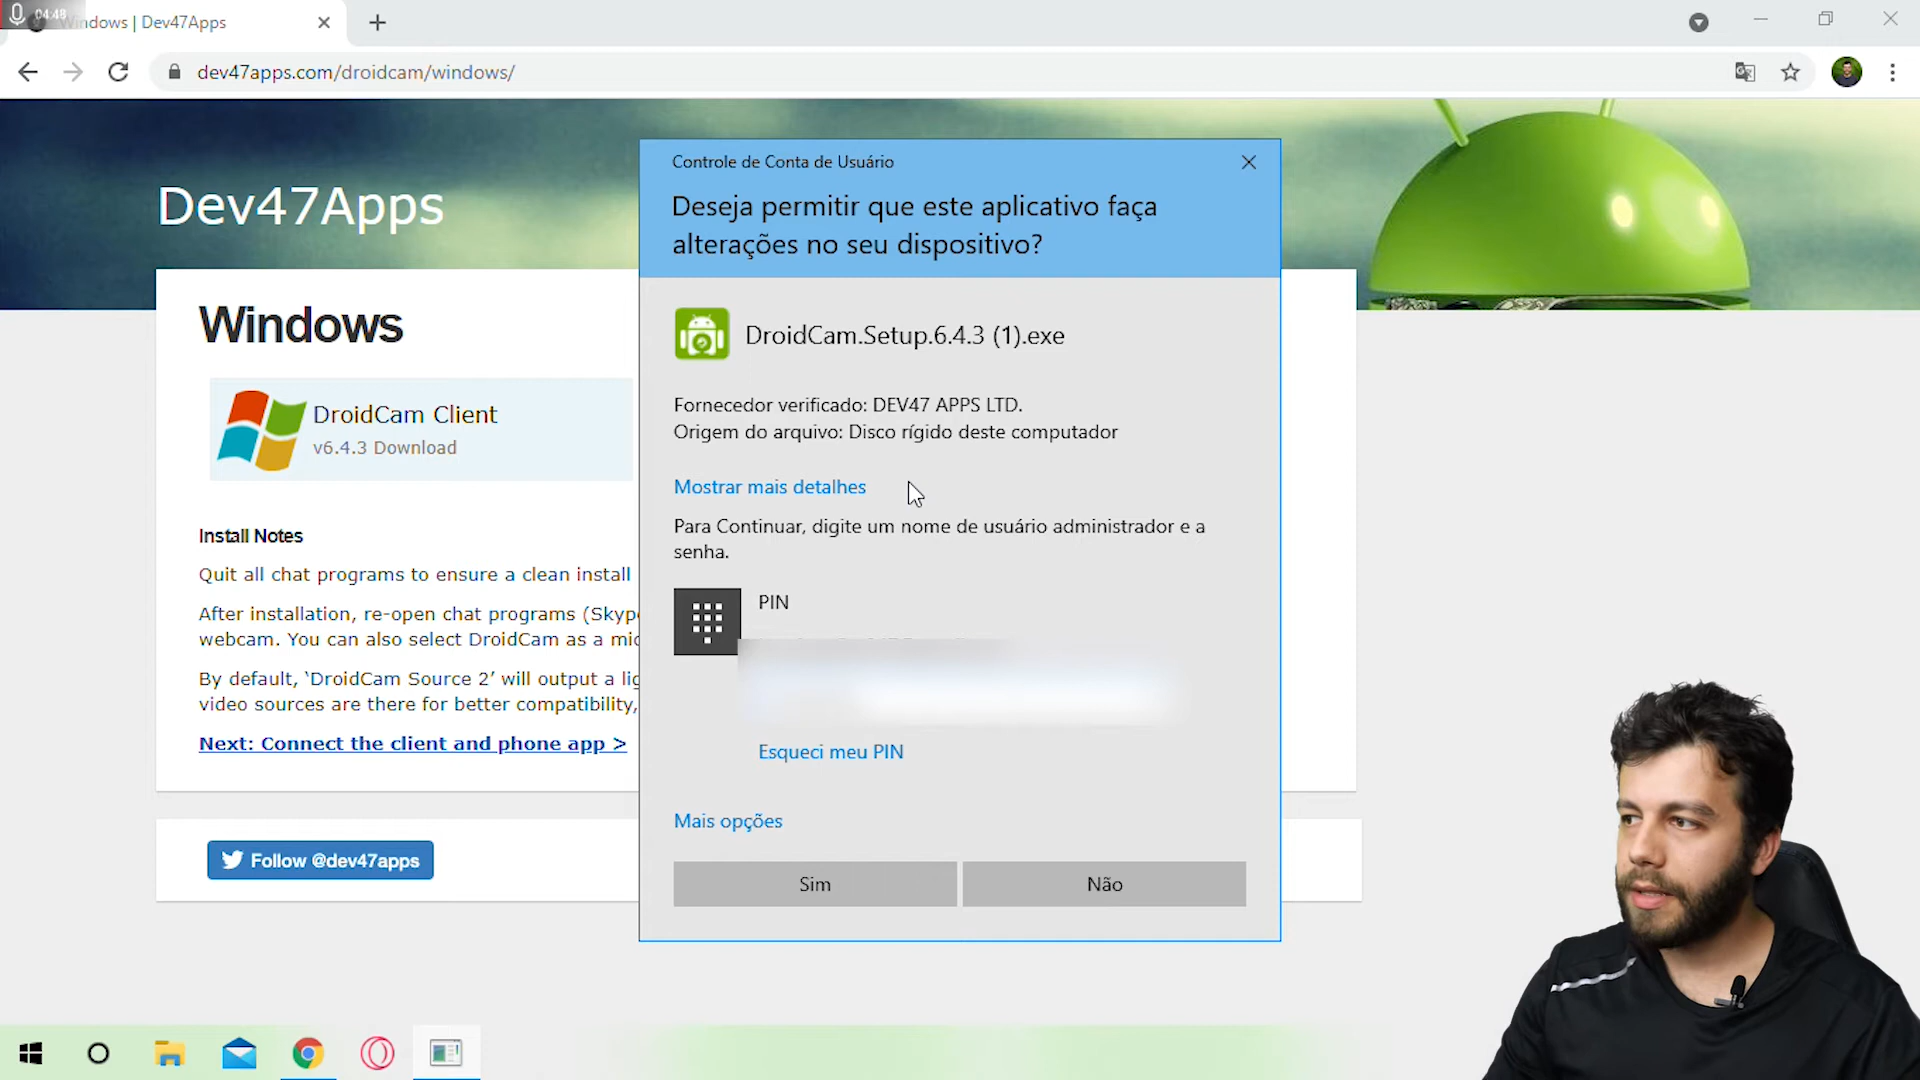 04:48
Windows | Dev47Apps
dev47apps.com/droidcam/windows/
Dev47Apps
Windows
DroidCam Client
v6.4.3 Download
Install Notes
Quit all chat programs to ensure a clean install
After installation, re-open chat programs (Skyp
webcam. You can also select DroidCam as a mic
By default, ‘DroidCam Source 2’ will output a lig
video sources are there for better compatibility,
Next: Connect the client and phone app >
Follow @dev47apps
Controle de Conta de Usuário
Deseja permitir que este aplicativo faça
alterações no seu dispositivo?
DroidCam.Setup.6.4.3 (1).exe
Fornecedor verificado: DEV47 APPS LTD.
Origem do arquivo: Disco rígido deste computador
Mostrar mais detalhes
Para Continuar, digite um nome de usuário administrador e a
senha.
PIN
Esqueci meu PIN
Mais opções
Sim
Não